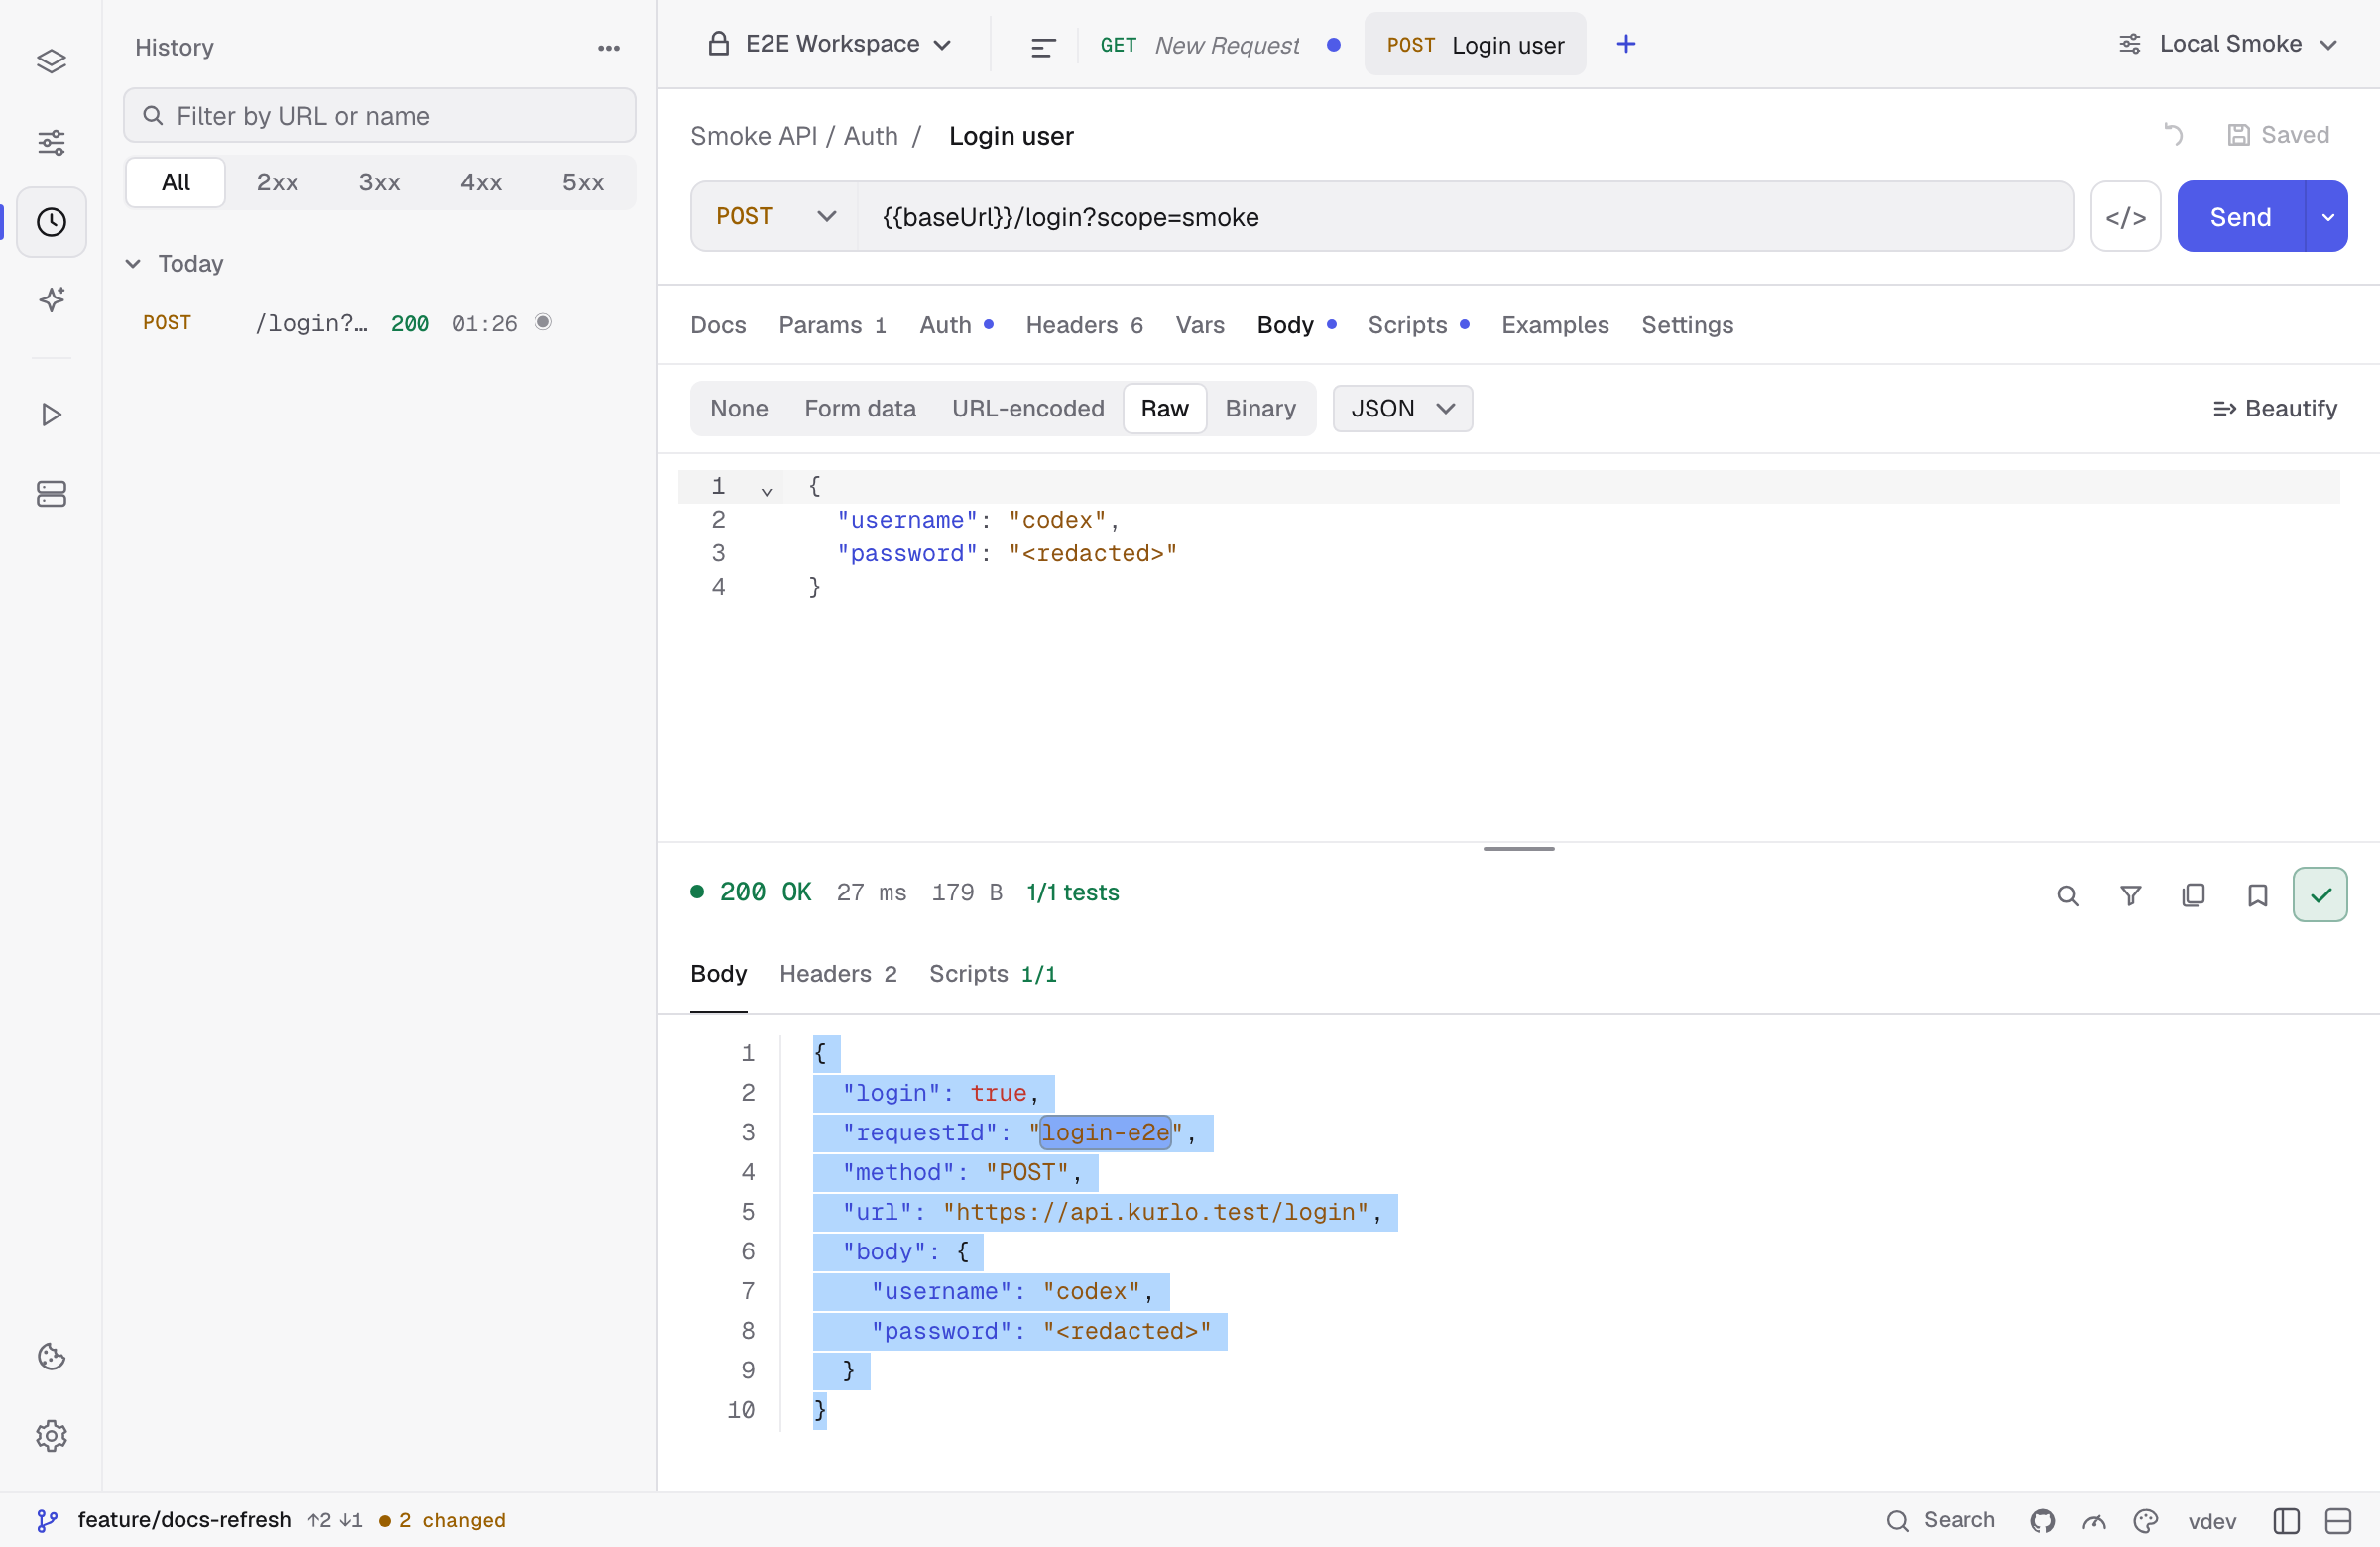 History
Filter by URL or name
All 2xx 3xx 4xx 5xx
Today
POST /login?… 200 01:26
E2E Workspace
GET New Request
POST Login user
Local Smoke
Smoke API / Auth / Login user
Saved
POST {{baseUrl}}/login?scope=smoke
</> Send
Docs Params 1 Auth Headers 6 Vars Body Scripts Examples Settings
None Form data URL-encoded Raw Binary JSON Beautify
1 {
2 "username": "codex",
3 "password": "<redacted>"
4 }
200 OK 27 ms 179 B 1/1 tests
Body Headers 2 Scripts 1/1
1 {
2 "login": true,
3 "requestId": "login-e2e",
4 "method": "POST",
5 "url": "https://api.kurlo.test/login",
6 "body": {
7 "username": "codex",
8 "password": "<redacted>"
9 }
10 }
feature/docs-refresh ↑2 ↓1 2 changed
Search vdev